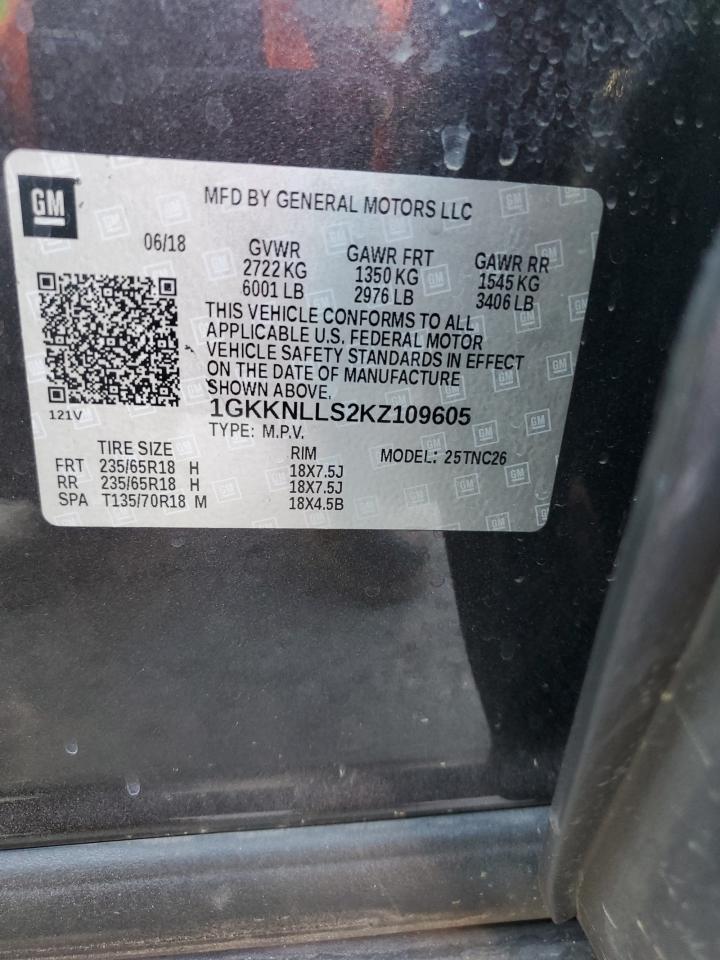 GM
MFD BY GENERAL MOTORS LLC
06/18
GVWR GAWR FRT GAWR RR
2722 KG 1350 KG 1545 KG
6001 LB 2976 LB 3406 LB
THIS VEHICLE CONFORMS TO ALL
APPLICABLE U.S. FEDERAL MOTOR
VEHICLE SAFETY STANDARDS IN EFFECT
ON THE DATE OF MANUFACTURE
SHOWN ABOVE.
121V
1GKKNLLS2KZ109605
TYPE: M.P.V.
TIRE SIZE RIM MODEL: 25TNC26
FRT 235/65R18 H 18X7.5J
RR 235/65R18 H 18X7.5J
SPA T135/70R18 M 18X4.5B